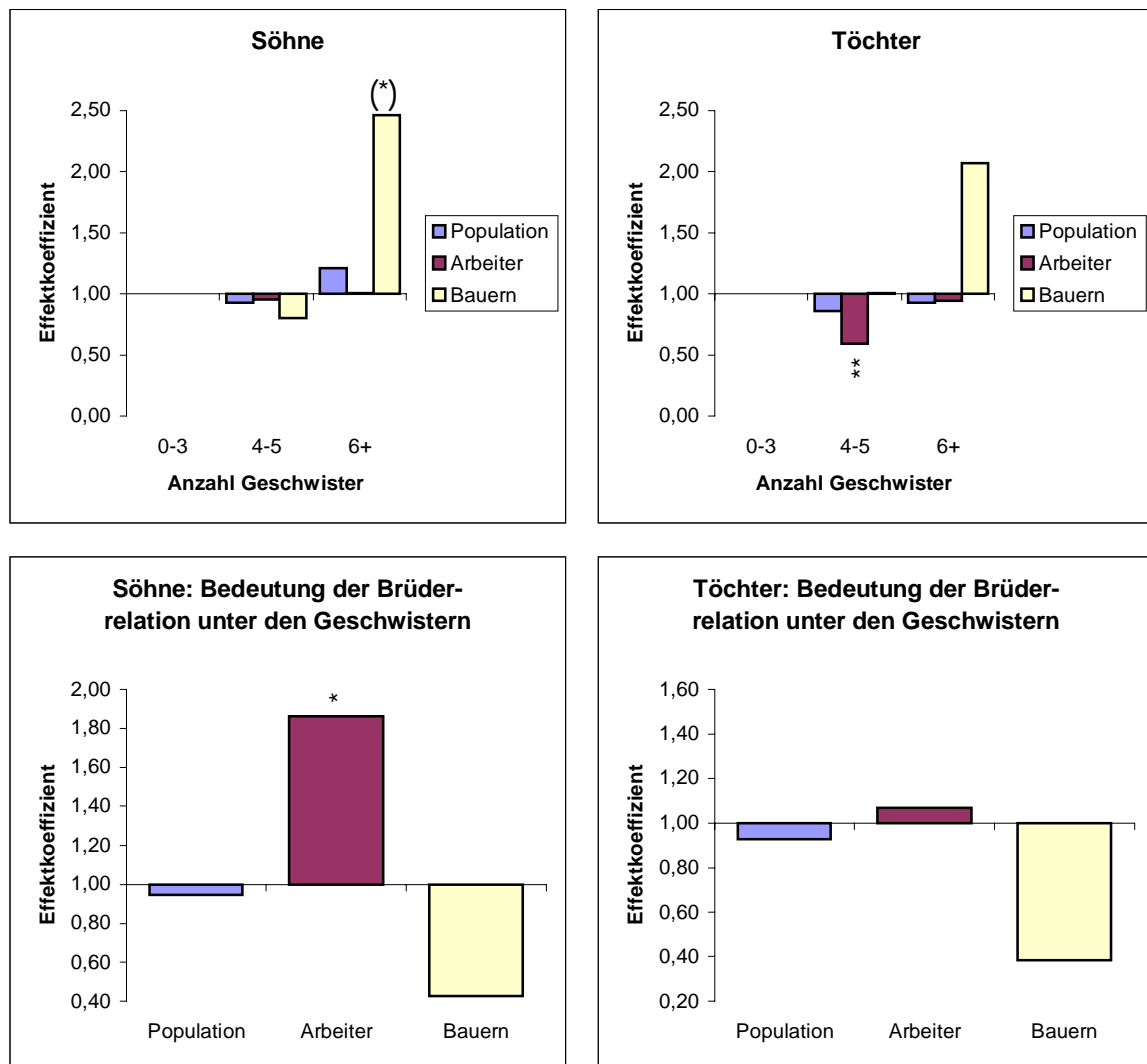 Söhne
(*)
2,50
2,00
1,50
1,00
0,50
0,00
Effektkoeffizient
0-3 4-5 6+
Anzahl Geschwister
Population
Arbeiter
Bauern
Töchter
2,50
2,00
1,50
1,00
0,50
0,00
Effektkoeffizient
**
0-3 4-5 6+
Anzahl Geschwister
Population
Arbeiter
Bauern
Söhne: Bedeutung der Brüder-
relation unter den Geschwistern
*
2,00
1,80
1,60
1,40
1,20
1,00
0,80
0,60
0,40
Effektkoeffizient
Population Arbeiter Bauern
Töchter: Bedeutung der Brüder-
relation unter den Geschwistern
1,60
1,40
1,20
1,00
0,80
0,60
0,40
0,20
Effektkoeffizient
Population Arbeiter Bauern